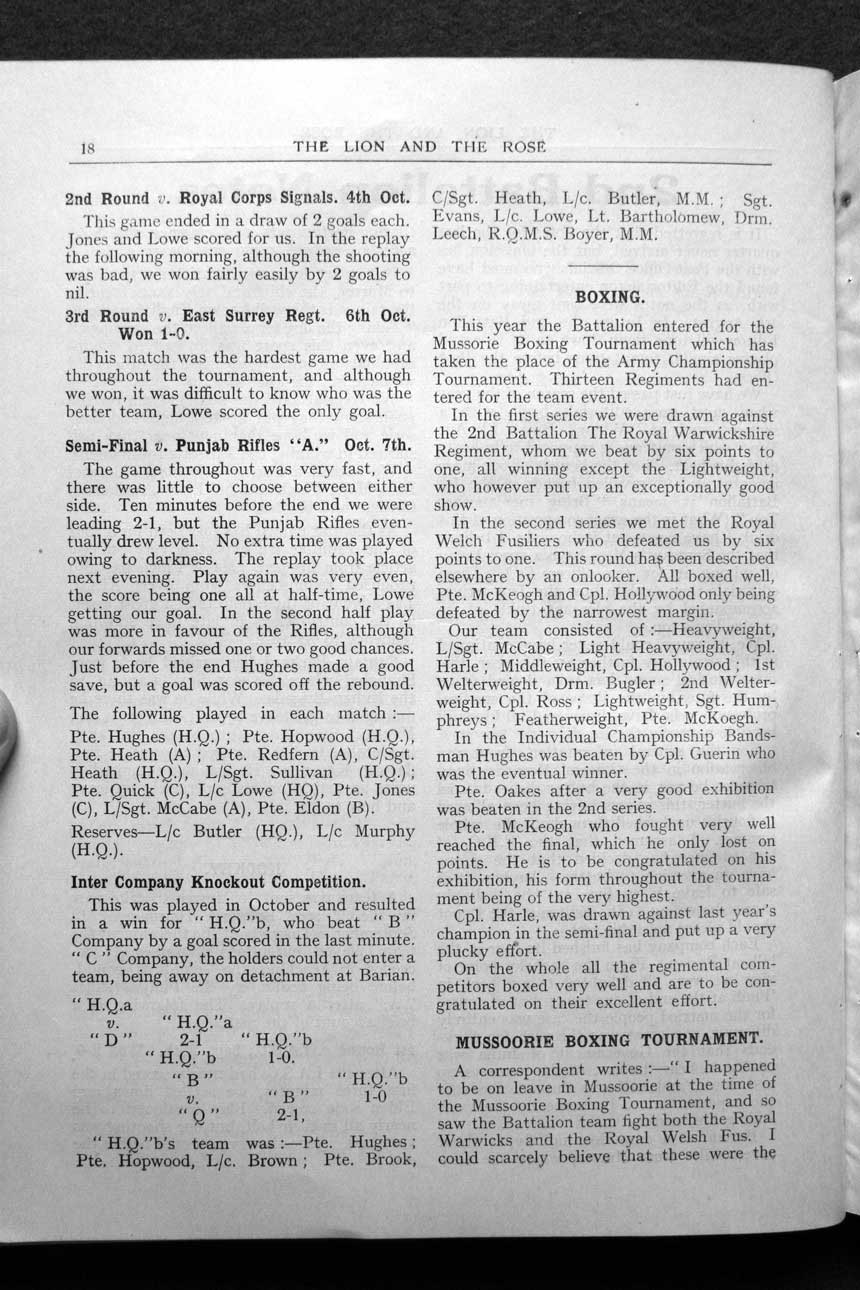 18 THE LION AND THE ROSE
2nd Round v. Royal Corps Signals. 4th Oct.
This game ended in a draw of 2 goals each.
Jones and Lowe scored for us. In the replay
the following morning, although the shooting
was bad, we won fairly easily by 2 goals to
nil.
3rd Round v. East Surrey Regt. 6th Oct.
Won 1-0.
This match was the hardest game we had
throughout the tournament, and although
we won, it was difficult to know who was the
better team, Lowe scored the only goal.
Semi-Final v. Punjab Rifles "A." Oct. 7th.
The game throughout was very fast, and
there was little to choose between either
side. Ten minutes before the end we were
leading 2-1, but the Punjab Rifles even-
tually drew level. No extra time was played
owing to darkness. The replay took place
next evening. Play again was very even,
the score being one all at half-time, Lowe
getting our goal. In the second half play
was more in favour of the Rifles, although
our forwards missed one or two good chances.
Just before the end Hughes made a good
save, but a goal was scored off the rebound.
The following played in each match :—
Pte. Hughes (H.Q.) ; Pte. Hopwood (H.Q.),
Pte. Heath (A) ; Pte. Redfern (A), C/Sgt.
Heath (H.Q.), L/Sgt. Sullivan (H.Q.) ;
Pte. Quick (C), L/c Lowe (HQ), Pte. Jones
(C), L/Sgt. McCabe (A), Pte. Eldon (B).
Reserves—L/c Butler (HQ.), L/c Murphy
(H.Q.).
Inter Company Knockout Competition.
This was played in October and resulted
in a win for " H.Q."b, who beat " B "
Company by a goal scored in the last minute.
" C " Company, the holders could not enter a
team, being away on detachment at Barian.
" H.Q.a
v. " H.Q."a
" D " 2-1 " H.Q."b
" H.Q."b 1-0.
" B " " H.Q."b
v. " B " 1-0
" Q " 2-1,
" H.Q."b's team was :—Pte. Hughes ;
Pte. Hopwood, L/c. Brown ; Pte. Brook,
C/Sgt. Heath, L/c. Butler, M.M. ; Sgt.
Evans, L/c. Lowe, Lt. Bartholomew, Drm.
Leech, R.Q.M.S. Boyer, M.M.
BOXING.
This year the Battalion entered for the
Mussorie Boxing Tournament which has
taken the place of the Army Championship
Tournament. Thirteen Regiments had en-
tered for the team event.
In the first series we were drawn against
the 2nd Battalion The Royal Warwickshire
Regiment, whom we beat by six points to
one, all winning except the Lightweight,
who however put up an exceptionally good
show.
In the second series we met the Royal
Welch Fusiliers who defeated us by six
points to one. This round has been described
elsewhere by an onlooker. All boxed well,
Pte. McKeogh and Cpl. Hollywood only being
defeated by the narrowest margin.
Our team consisted of :—Heavyweight,
L/Sgt. McCabe ; Light Heavyweight, Cpl.
Harle ; Middleweight, Cpl. Hollywood ; 1st
Welterweight, Drm. Bugler ; 2nd Welter-
weight, Cpl. Ross ; Lightweight, Sgt. Hum-
phreys ; Featherweight, Pte. McKoegh.
In the Individual Championship Bands-
man Hughes was beaten by Cpl. Guerin who
was the eventual winner.
Pte. Oakes after a very good exhibition
was beaten in the 2nd series.
Pte. McKeogh who fought very well
reached the final, which he only lost on
points. He is to be congratulated on his
exhibition, his form throughout the tourna-
ment being of the very highest.
Cpl. Harle, was drawn against last year's
champion in the semi-final and put up a very
plucky effort.
On the whole all the regimental com-
petitors boxed very well and are to be con-
gratulated on their excellent effort.
MUSSOORIE BOXING TOURNAMENT.
A correspondent writes :—" I happened
to be on leave in Mussoorie at the time of
the Mussoorie Boxing Tournament, and so
saw the Battalion team fight both the Royal
Warwicks and the Royal Welsh Fus. I
could scarcely believe that these were the